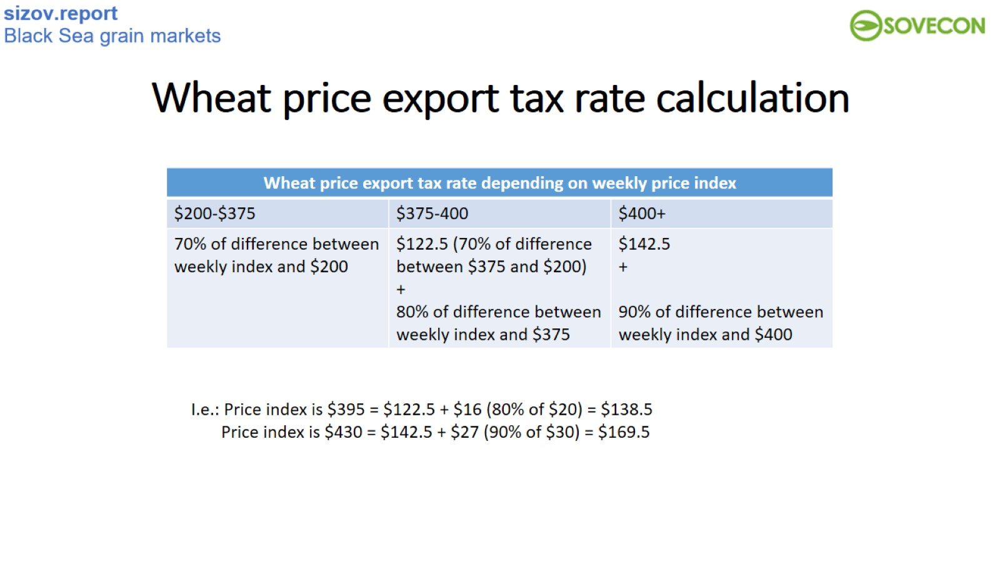 sizov.report
Black Sea grain markets
SOVECON
Wheat price export tax rate calculation
Wheat price export tax rate depending on weekly price index
$200-$375
$375-400
$400+
70% of difference between
weekly index and $200
$122.5 (70% of difference
between $375 and $200)
+
80% of difference between
weekly index and $375
$142.5
+
90% of difference between
weekly index and $400
I.e.: Price index is $395 = $122.5 + $16 (80% of $20) = $138.5
Price index is $430 = $142.5 + $27 (90% of $30) = $169.5